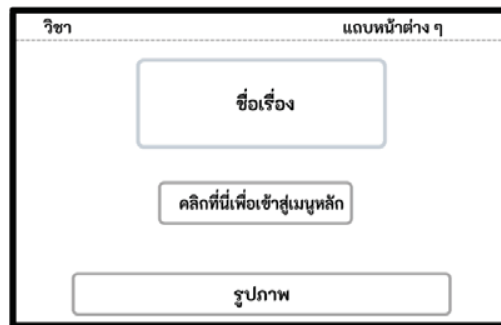 วิชา แถบหน้าต่าง ๆ
ชื่อเรื่อง
คลิกที่นี่เพื่อเข้าสู่เมนูหลัก
รูปภาพ